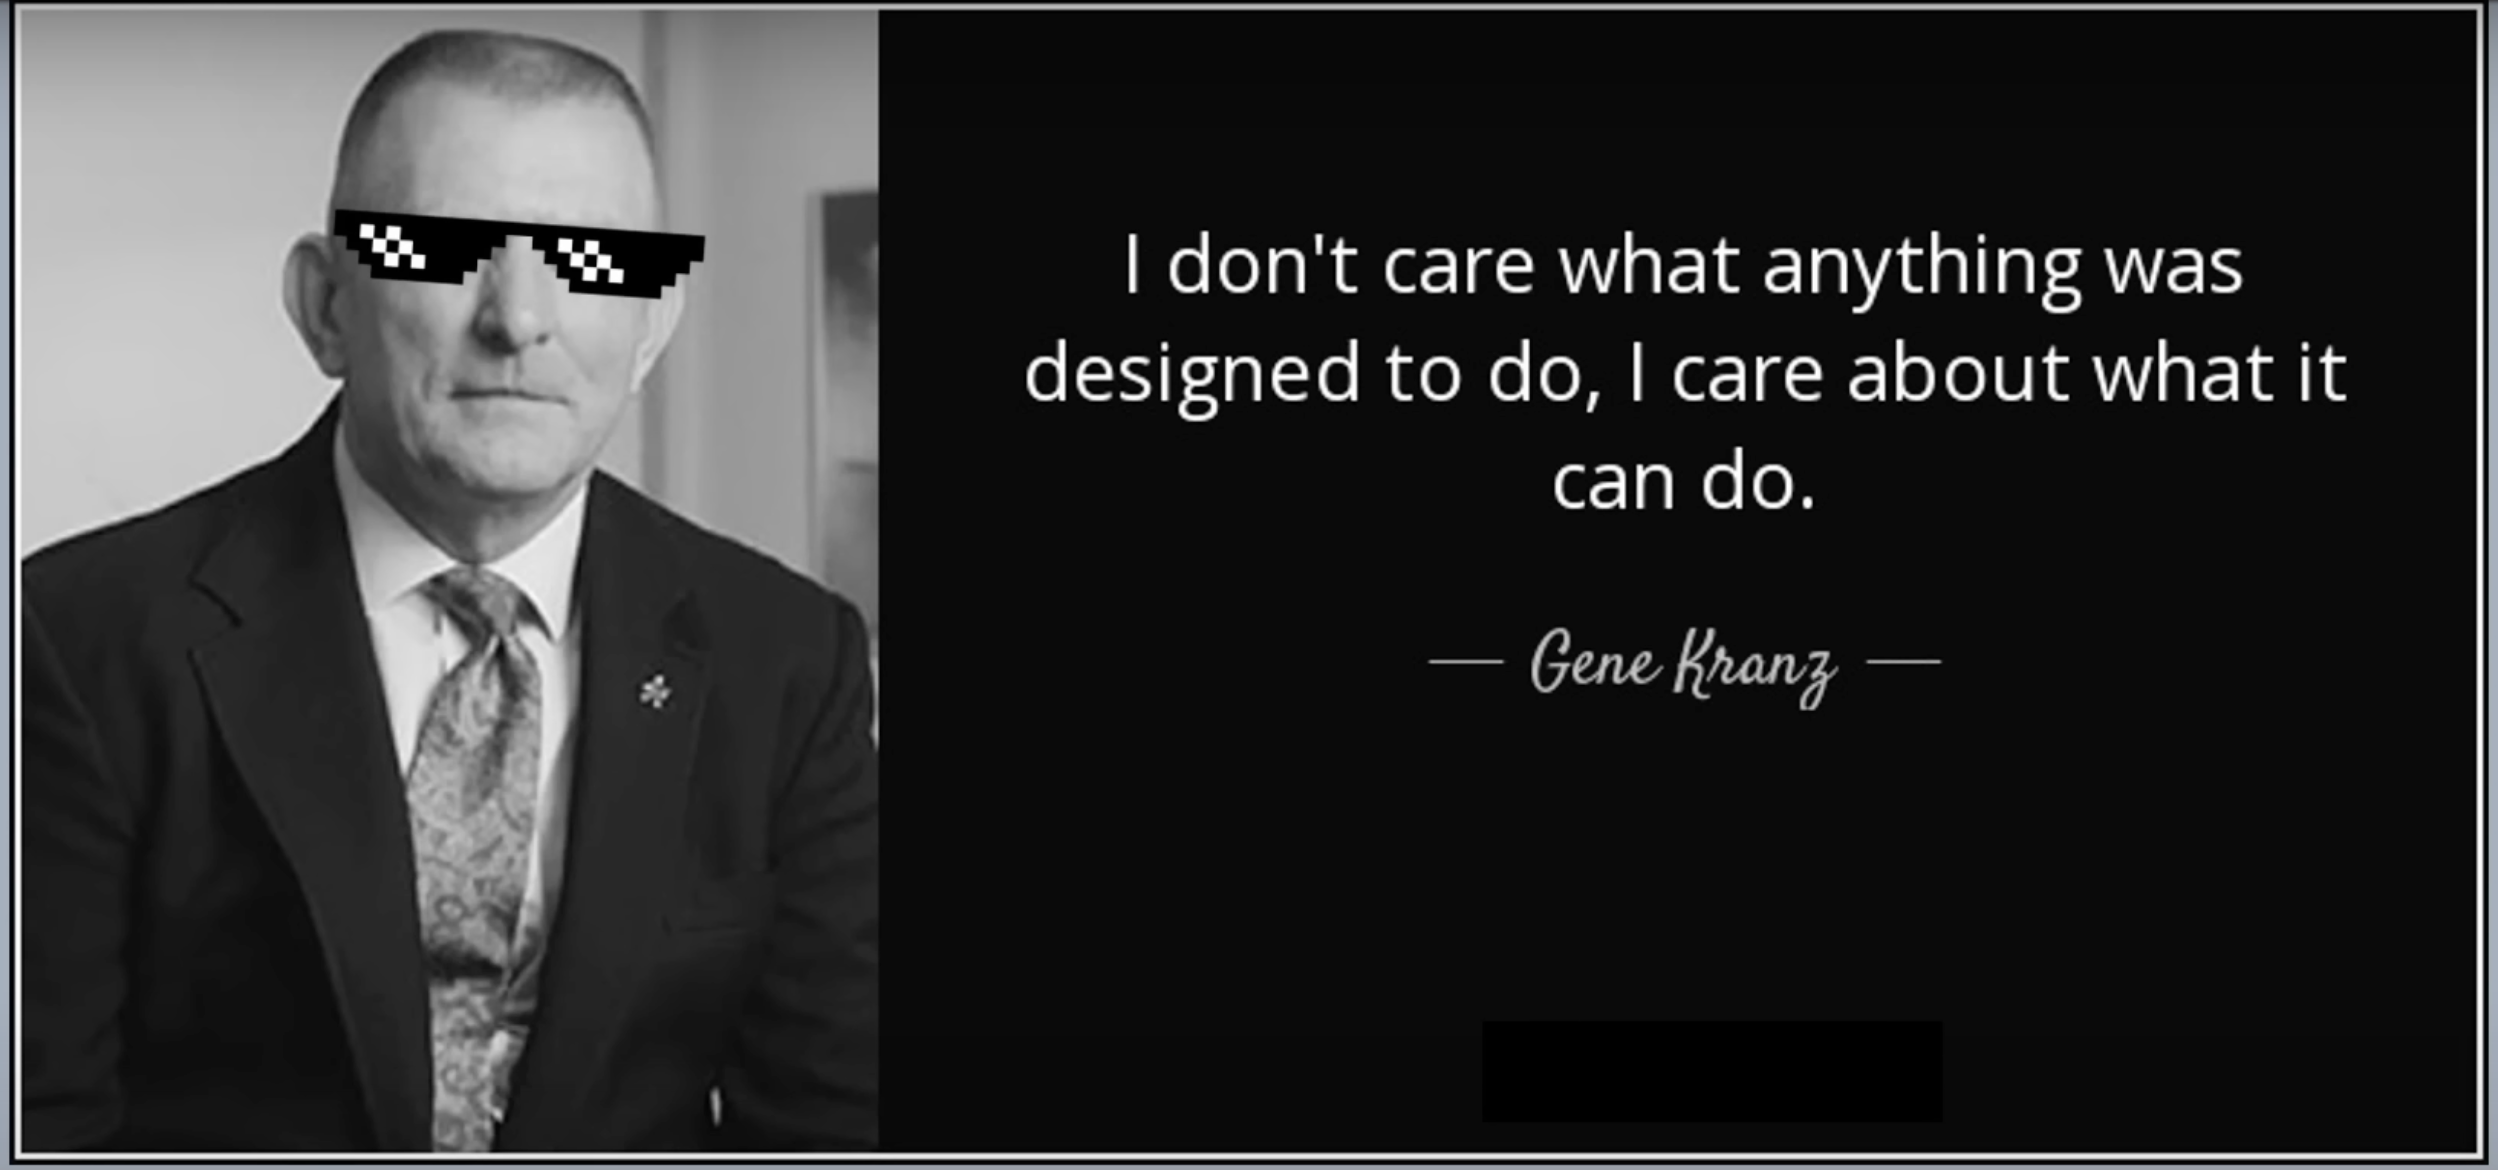 I don't care what anything was
designed to do, I care about what it
can do.
— Gene Kranz —